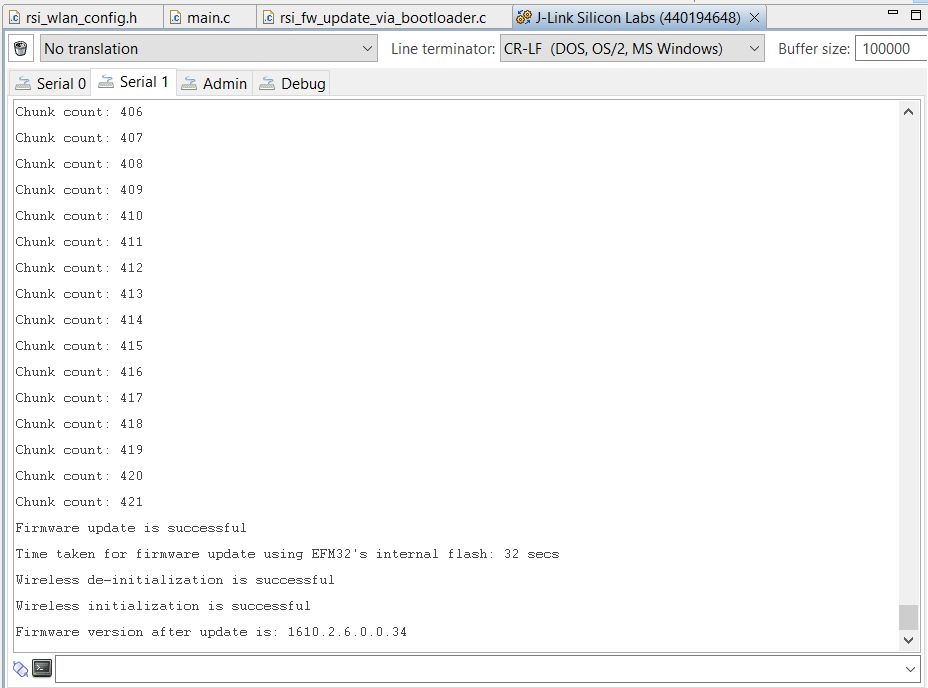 rsi_wlan_config.h main.c rsi_fw_update_via_bootloader.c J-Link Silicon Labs (440194648)
No translation Line terminator: CR-LF (DOS, OS/2, MS Windows) Buffer size: 100000
Serial 0 Serial 1 Admin Debug
Chunk count: 406
Chunk count: 407
Chunk count: 408
Chunk count: 409
Chunk count: 410
Chunk count: 411
Chunk count: 412
Chunk count: 413
Chunk count: 414
Chunk count: 415
Chunk count: 416
Chunk count: 417
Chunk count: 418
Chunk count: 419
Chunk count: 420
Chunk count: 421
Firmware update is successful
Time taken for firmware update using EFM32's internal flash: 32 secs
Wireless de-initialization is successful
Wireless initialization is successful
Firmware version after update is: 1610.2.6.0.0.34